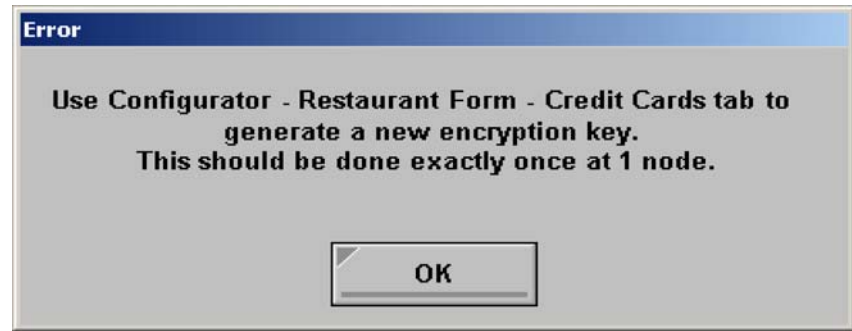 Error
Use Configurator - Restaurant Form - Credit Cards tab to
generate a new encryption key.
This should be done exactly once at 1 node.
OK